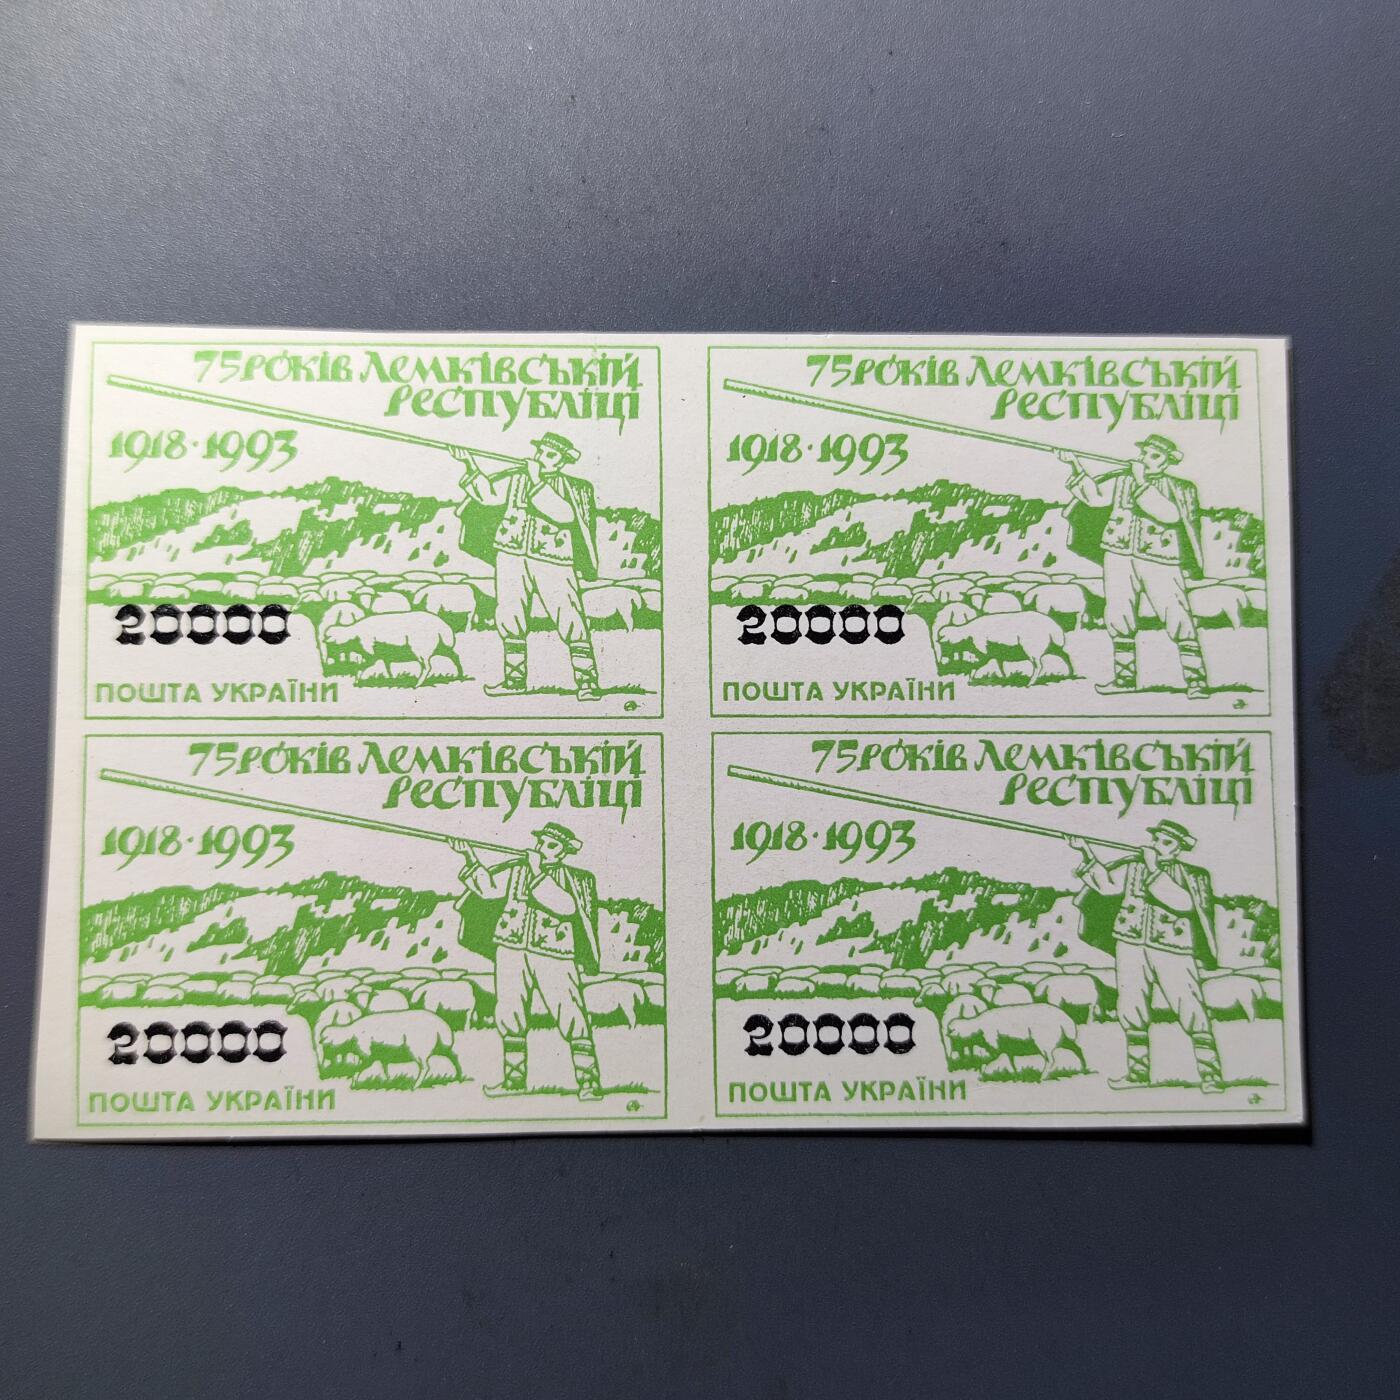 75 РОКІВ ЛЕМКІВСЬКІЙ
РЕСПУБЛІЦІ
1918·1993
20000
ПОШТА УКРАЇНИ
75 РОКІВ ЛЕМКІВСЬКІЙ
РЕСПУБЛІЦІ
1918·1993
20000
ПОШТА УКРАЇНИ
75 РОКІВ ЛЕМКІВСЬКІЙ
РЕСПУБЛІЦІ
1918·1993
20000
ПОШТА УКРАЇНИ
75 РОКІВ ЛЕМКІВСЬКІЙ
РЕСПУБЛІЦІ
1918·1993
20000
ПОШТА УКРАЇНИ